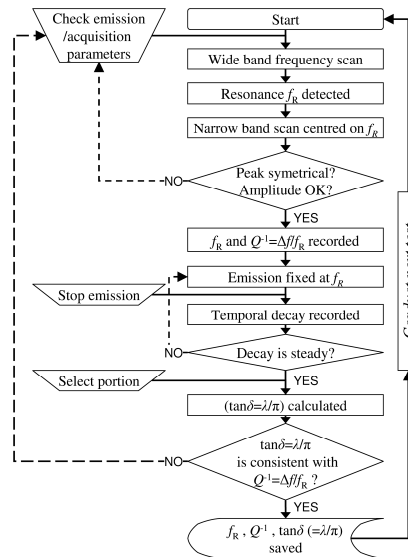 Check emission
/acquisition
parameters
Start
Wide band frequency scan
Resonance fR detected
Narrow band scan centred on fR
Peak symetrical?
Amplitude OK?
NO
YES
fR and Q-1=Δf/fR recorded
Emission fixed at fR
Stop emission
Temporal decay recorded
Decay is steady?
NO
YES
Select portion
(tanδ=λ/π) calculated
tanδ=λ/π
is consistent with
Q-1=Δf/fR ?
NO
YES
fR , Q-1 , tanδ (=λ/π)
saved